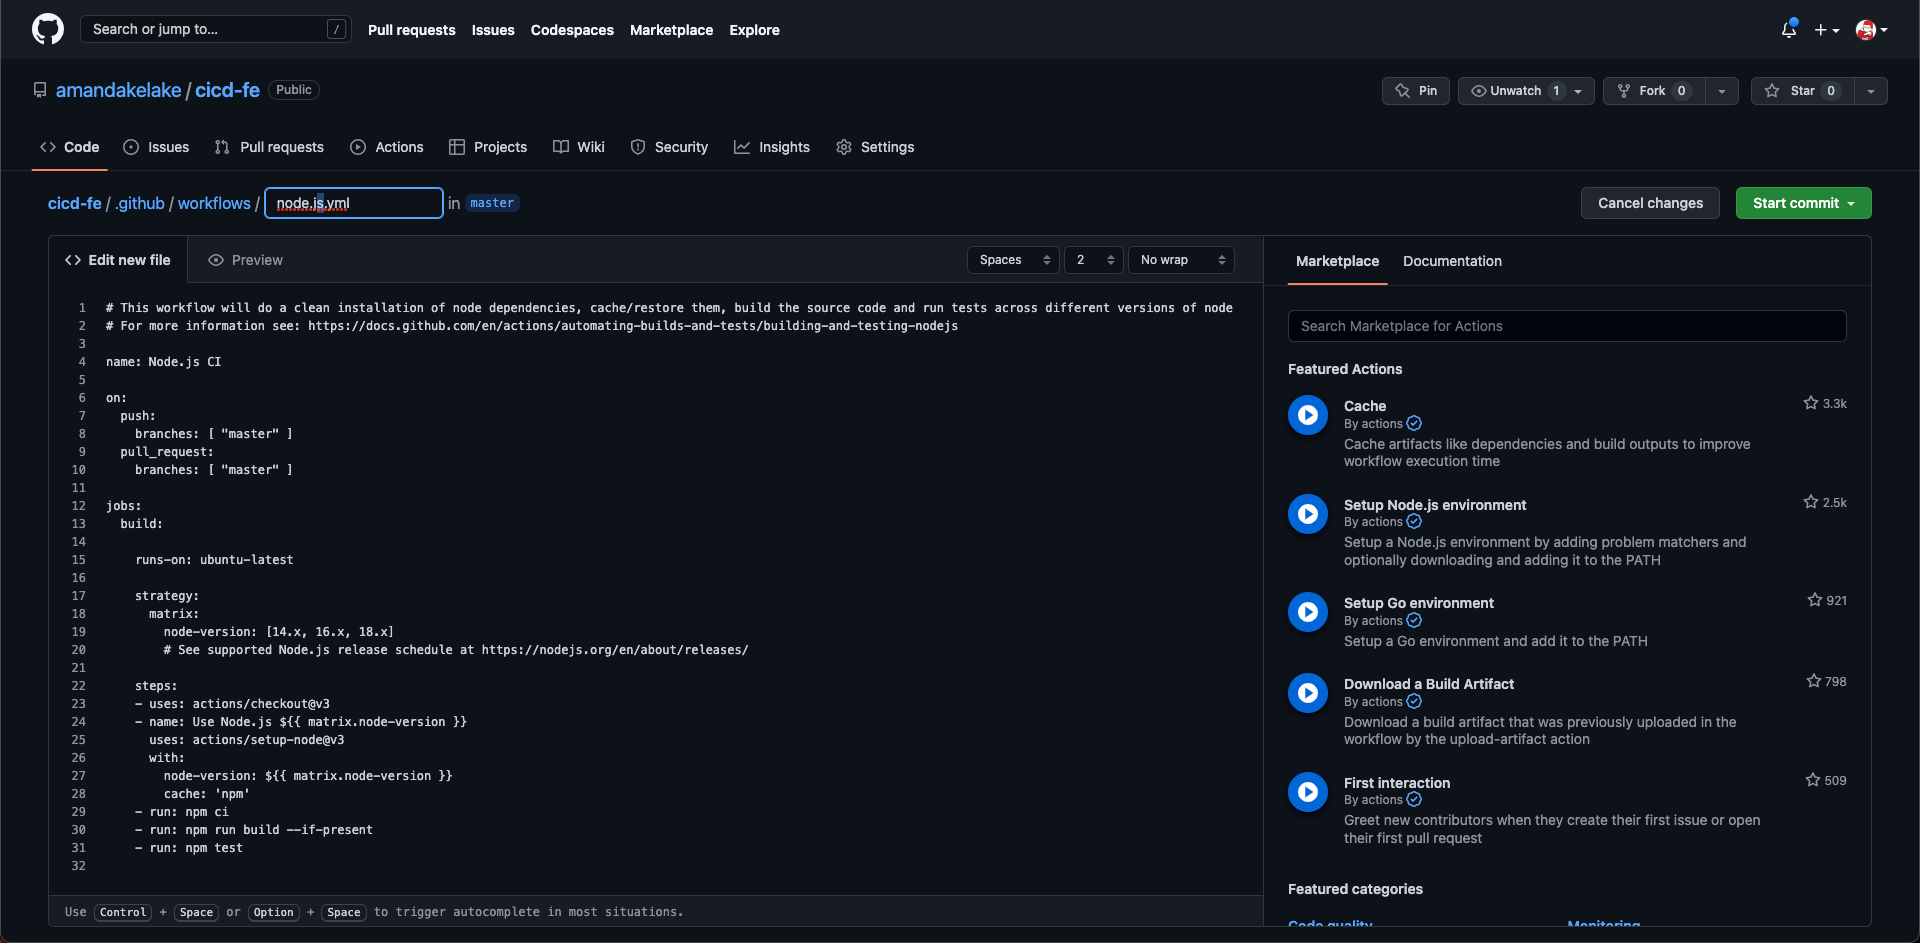 Search or jump to... /
Pull requests Issues Codespaces Marketplace Explore
amandakelake / cicd-fe Public
Pin Unwatch 1 Fork 0 Star 0
Code Issues Pull requests Actions Projects Wiki Security Insights Settings
cicd-fe / .github / workflows / node.js.yml in master
Cancel changes Start commit
Edit new file Preview
Spaces 2 No wrap
1 # This workflow will do a clean installation of node dependencies, cache/restore them, build the source code and run tests across different versions of node
2 # For more information see: https://docs.github.com/en/actions/automating-builds-and-tests/building-and-testing-nodejs
3
4 name: Node.js CI
5
6 on:
7 push:
8 branches: [ "master" ]
9 pull_request:
10 branches: [ "master" ]
11
12 jobs:
13 build:
14
15 runs-on: ubuntu-latest
16
17 strategy:
18 matrix:
19 node-version: [14.x, 16.x, 18.x]
20 # See supported Node.js release schedule at https://nodejs.org/en/about/releases/
21
22 steps:
23 - uses: actions/checkout@v3
24 - name: Use Node.js ${{ matrix.node-version }}
25 uses: actions/setup-node@v3
26 with:
27 node-version: ${{ matrix.node-version }}
28 cache: 'npm'
29 - run: npm ci
30 - run: npm run build --if-present
31 - run: npm test
32
Use Control + Space or Option + Space to trigger autocomplete in most situations.
Marketplace Documentation
Search Marketplace for Actions
Featured Actions
Cache 3.3k
By actions
Cache artifacts like dependencies and build outputs to improve
workflow execution time
Setup Node.js environment 2.5k
By actions
Setup a Node.js environment by adding problem matchers and
optionally downloading and adding it to the PATH
Setup Go environment 921
By actions
Setup a Go environment and add it to the PATH
Download a Build Artifact 798
By actions
Download a build artifact that was previously uploaded in the
workflow by the upload-artifact action
First interaction 509
By actions
Greet new contributors when they create their first issue or open
their first pull request
Featured categories
Code quality Monitoring